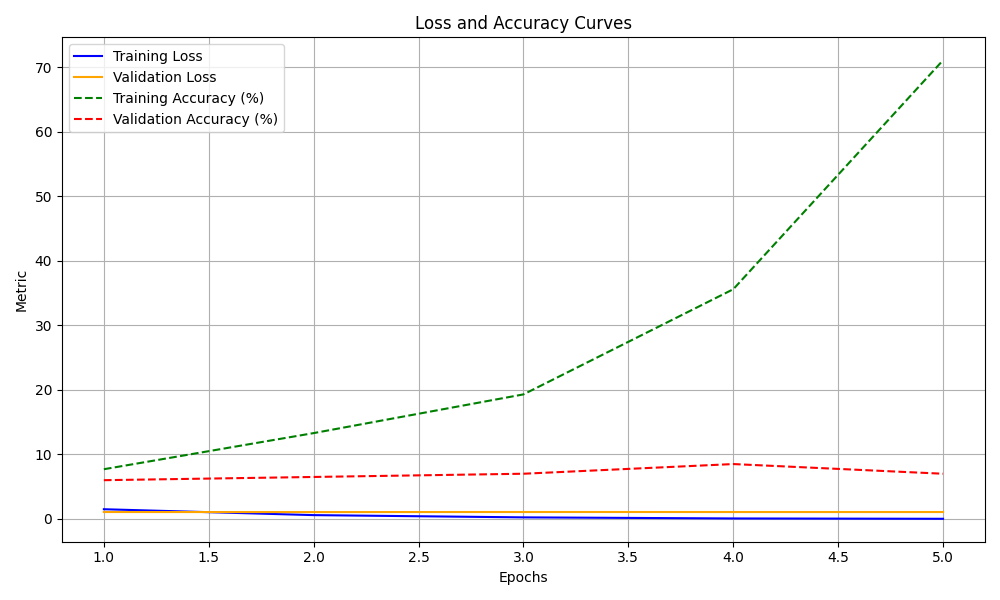 Loss and Accuracy Curves
Training Loss
Validation Loss
Training Accuracy (%)
Validation Accuracy (%)
Metric
70
60
50
40
30
20
10
0
1.0 1.5 2.0 2.5 3.0 3.5 4.0 4.5 5.0
Epochs